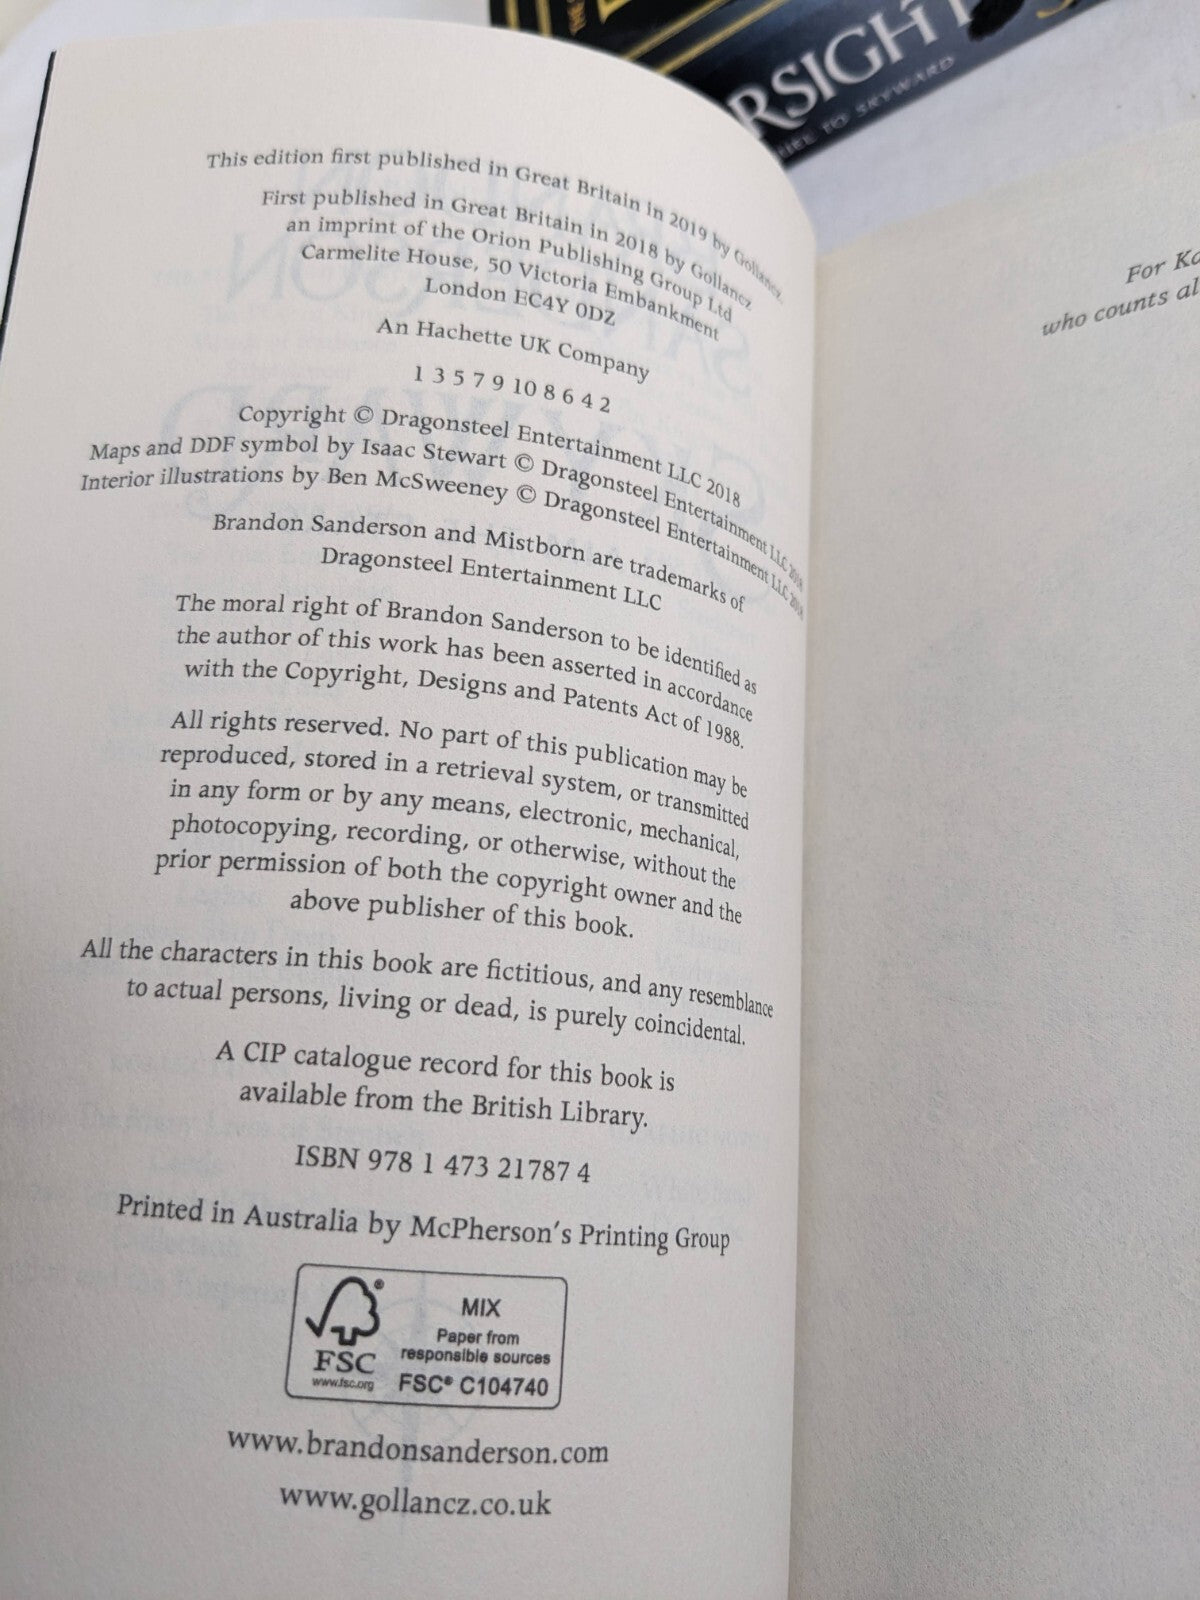 RSIGHT
TO SKYWARD
This edition first published in Great Britain in 2019 by Gollancz
First published in Great Britain in 2018 by Gollancz
an imprint of the Orion Publishing Group Ltd
Carmelite House, 50 Victoria Embankment
London EC4Y 0DZ
An Hachette UK Company
1 3 5 7 9 10 8 6 4 2
Copyright © Dragonsteel Entertainment LLC 2018
Maps and DDF symbol by Isaac Stewart © Dragonsteel Entertainment LLC 2018
Interior illustrations by Ben McSweeney © Dragonsteel Entertainment LLC 2018
Brandon Sanderson and Mistborn are trademarks of
Dragonsteel Entertainment LLC
The moral right of Brandon Sanderson to be identified as
the author of this work has been asserted in accordance
with the Copyright, Designs and Patents Act of 1988.
All rights reserved. No part of this publication may be
reproduced, stored in a retrieval system, or transmitted
in any form or by any means, electronic, mechanical,
photocopying, recording, or otherwise, without the
prior permission of both the copyright owner and the
above publisher of this book.
All the characters in this book are fictitious, and any resemblance
to actual persons, living or dead, is purely coincidental.
A CIP catalogue record for this book is
available from the British Library.
ISBN 978 1 473 21787 4
Printed in Australia by McPherson's Printing Group
FSC®
www.fsc.org
MIX
Paper from
responsible sources
FSC® C104740
www.brandonsanderson.com
www.gollancz.co.uk
For Ka
who counts al